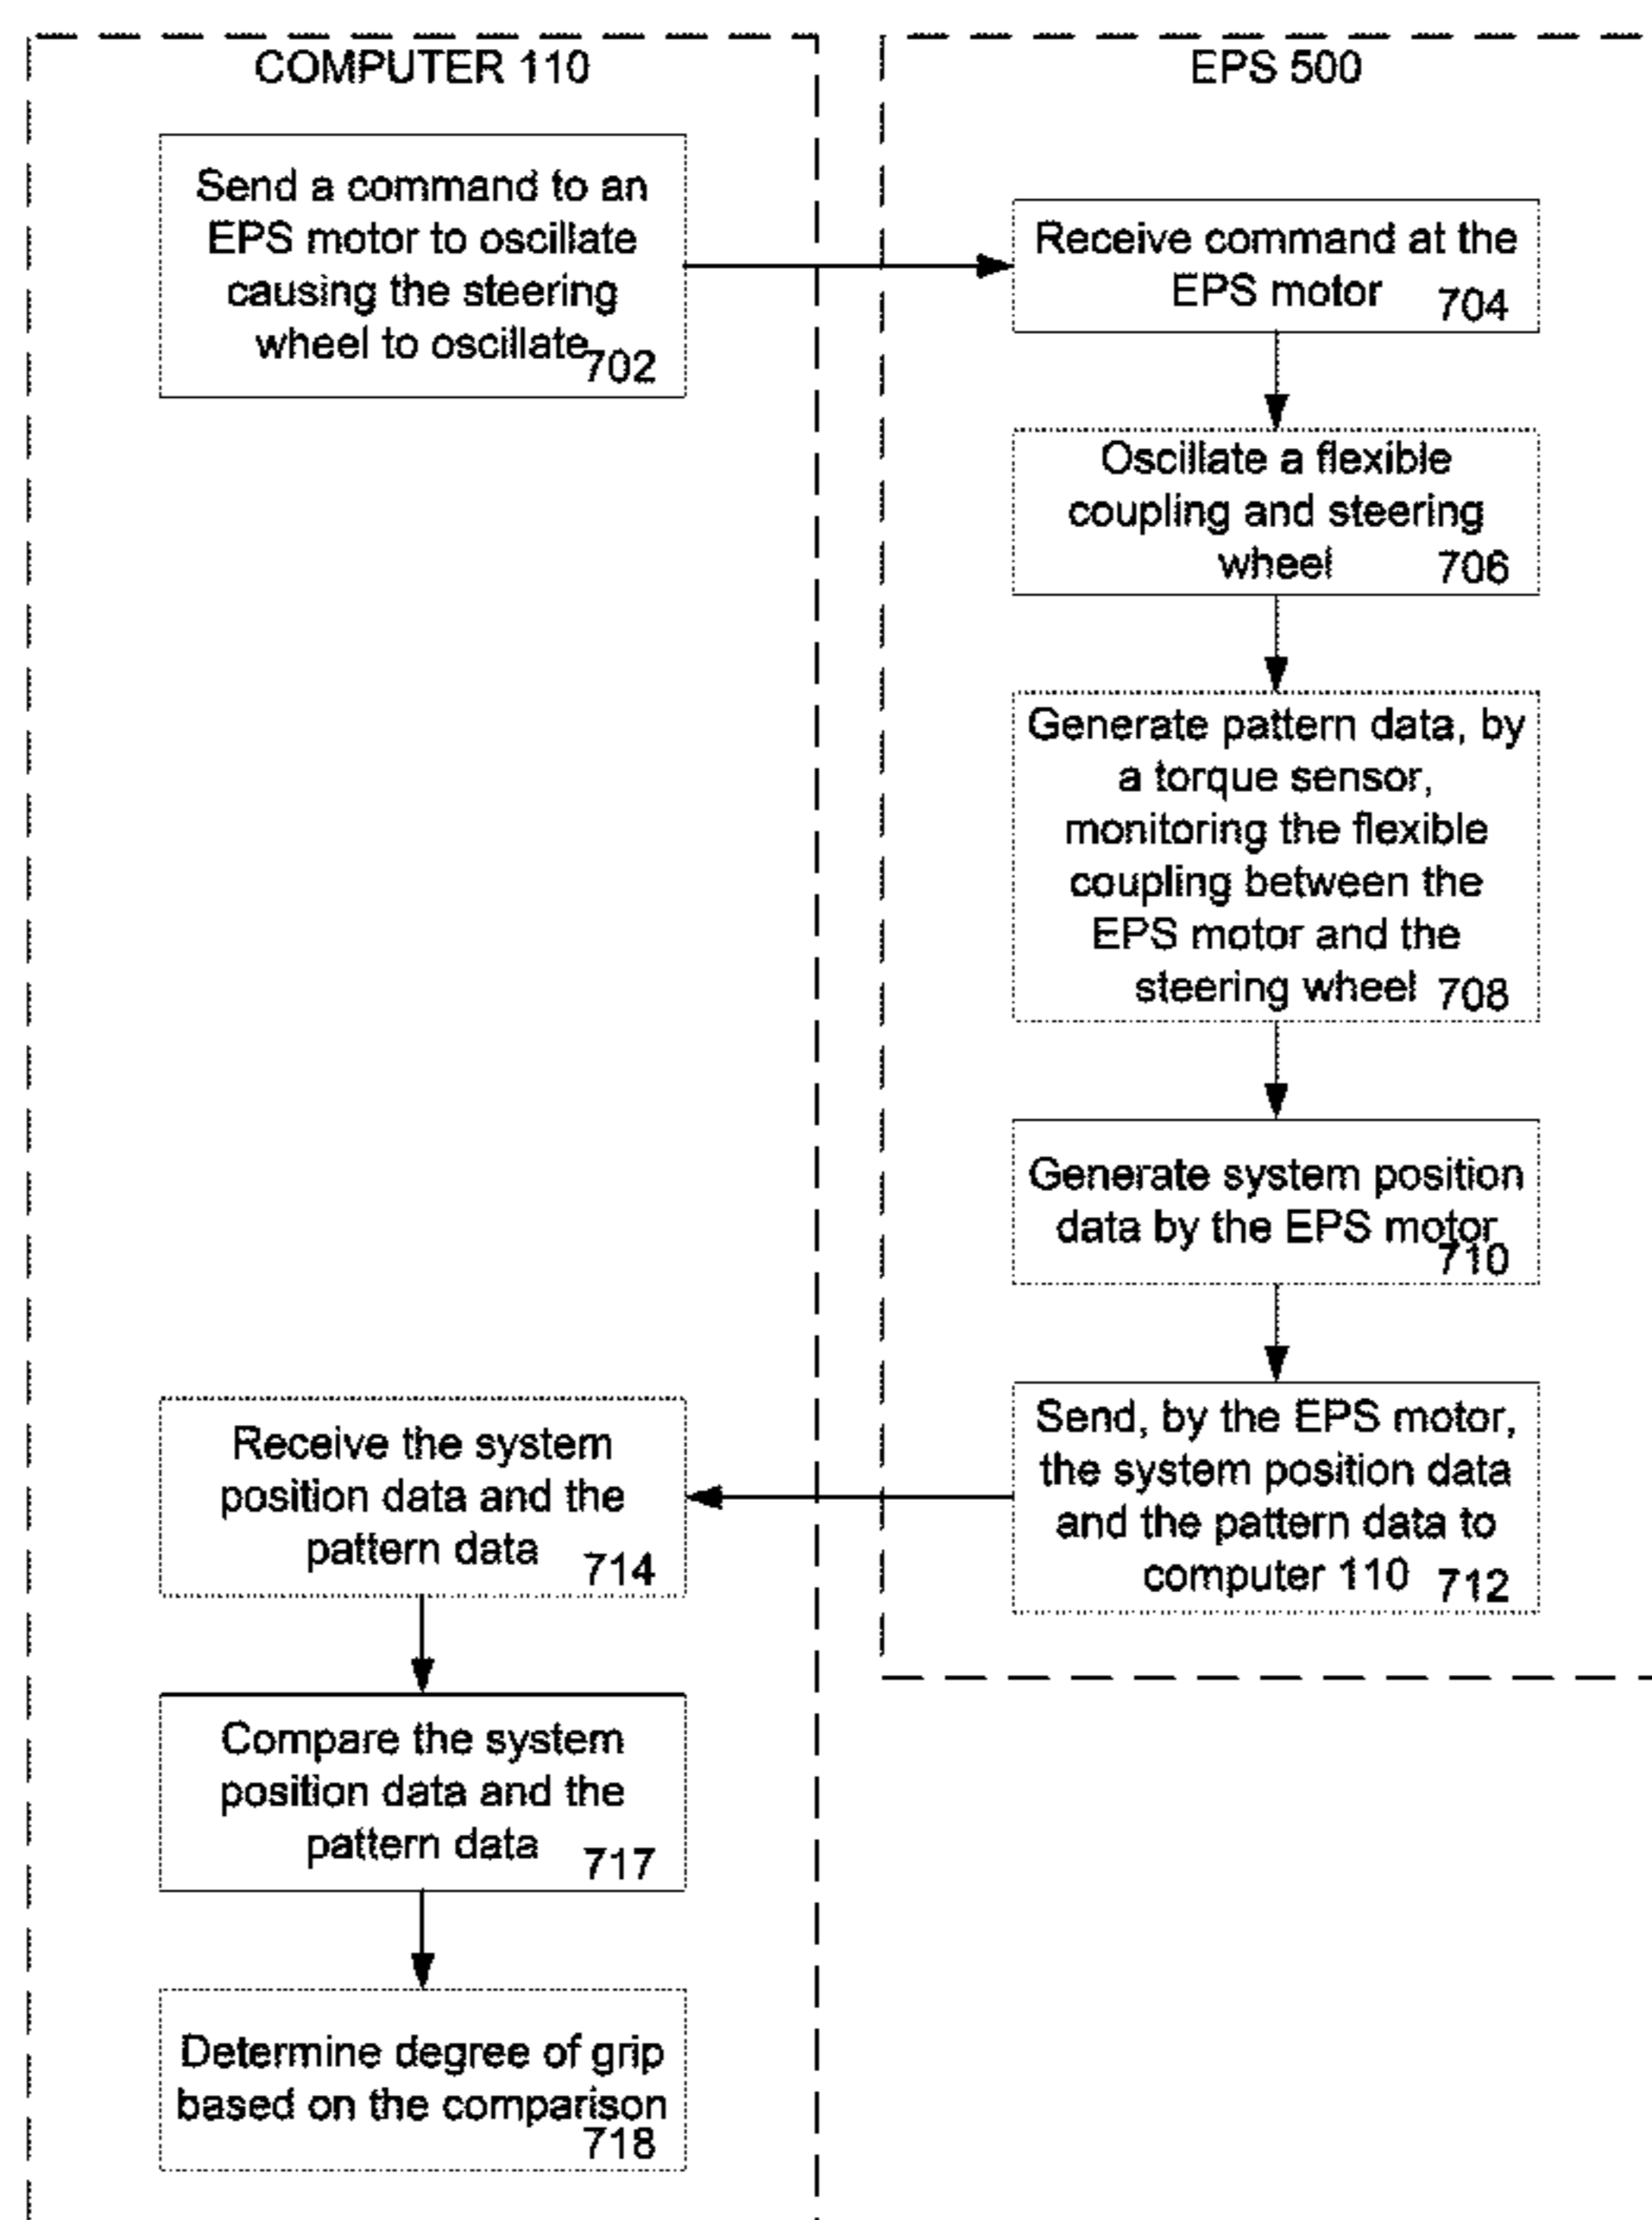 COMPUTER 110
Send a command to an
EPS motor to oscillate
causing the steering
wheel to oscillate
702
EPS 500
Receive command at the
EPS motor 704
Oscillate a flexible
coupling and steering
wheel 706
Generate pattern data, by
a torque sensor,
monitoring the flexible
coupling between the
EPS motor and the
steering wheel 708
Generate system position
data by the EPS motor
710
Send, by the EPS motor,
the system position data
and the pattern data to
computer 110 712
Receive the system
position data and the
pattern data 714
Compare the system
position data and the
pattern data 717
Determine degree of grip
based on the comparison
718